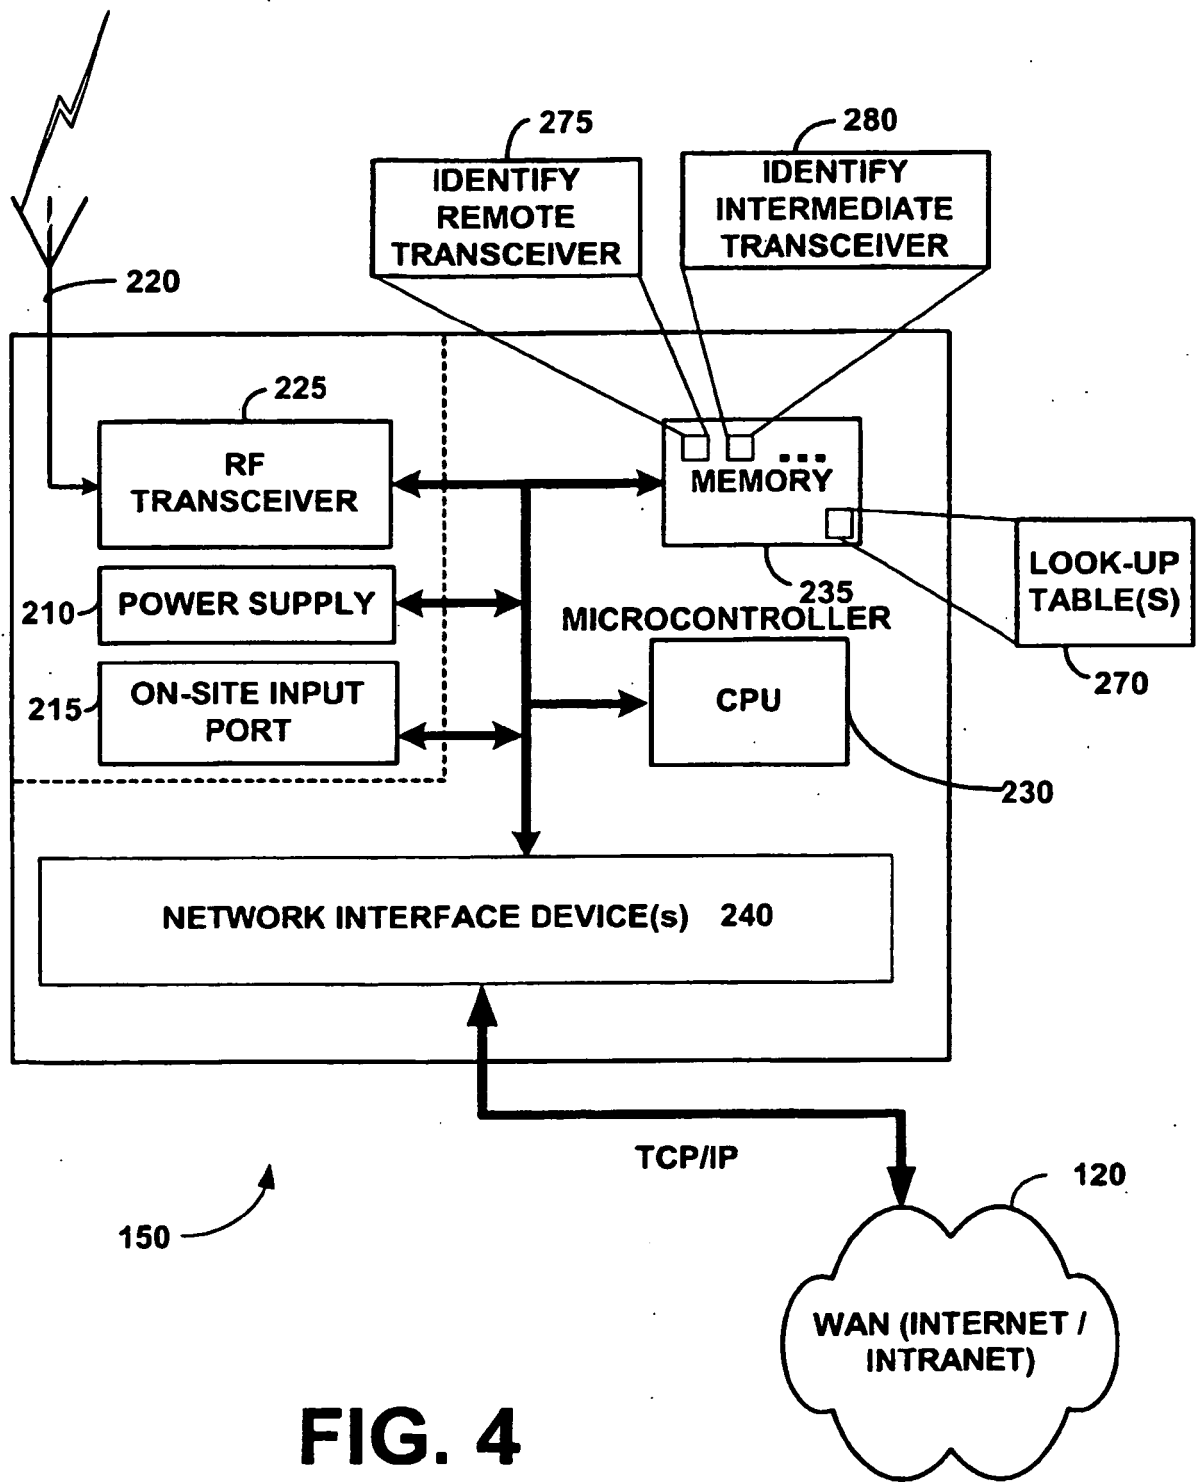 275
280
IDENTIFY
REMOTE
TRANSCEIVER
IDENTIFY
INTERMEDIATE
TRANSCEIVER
220
225
RF
TRANSCEIVER
MEMORY
235
LOOK-UP
TABLE(S)
270
210
POWER SUPPLY
MICROCONTROLLER
215
ON-SITE INPUT
PORT
CPU
230
NETWORK INTERFACE DEVICE(s) 240
TCP/IP
120
150
WAN (INTERNET /
INTRANET)
FIG. 4